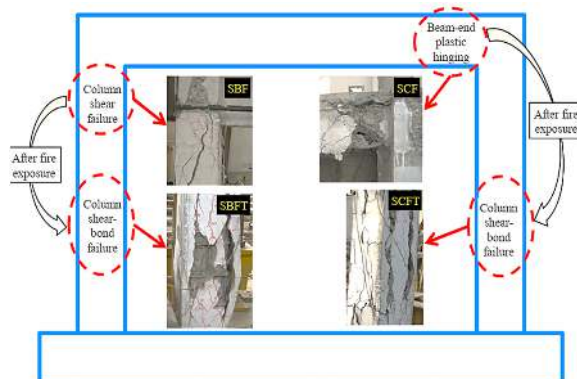 Beam-end
plastic
hinging
Column
shear
failure
SBF
SCF
After fire
exposure
After fire
exposure
Column
shear-
bond
failure
SBFT
SCFT
Column
shear-
bond
failure